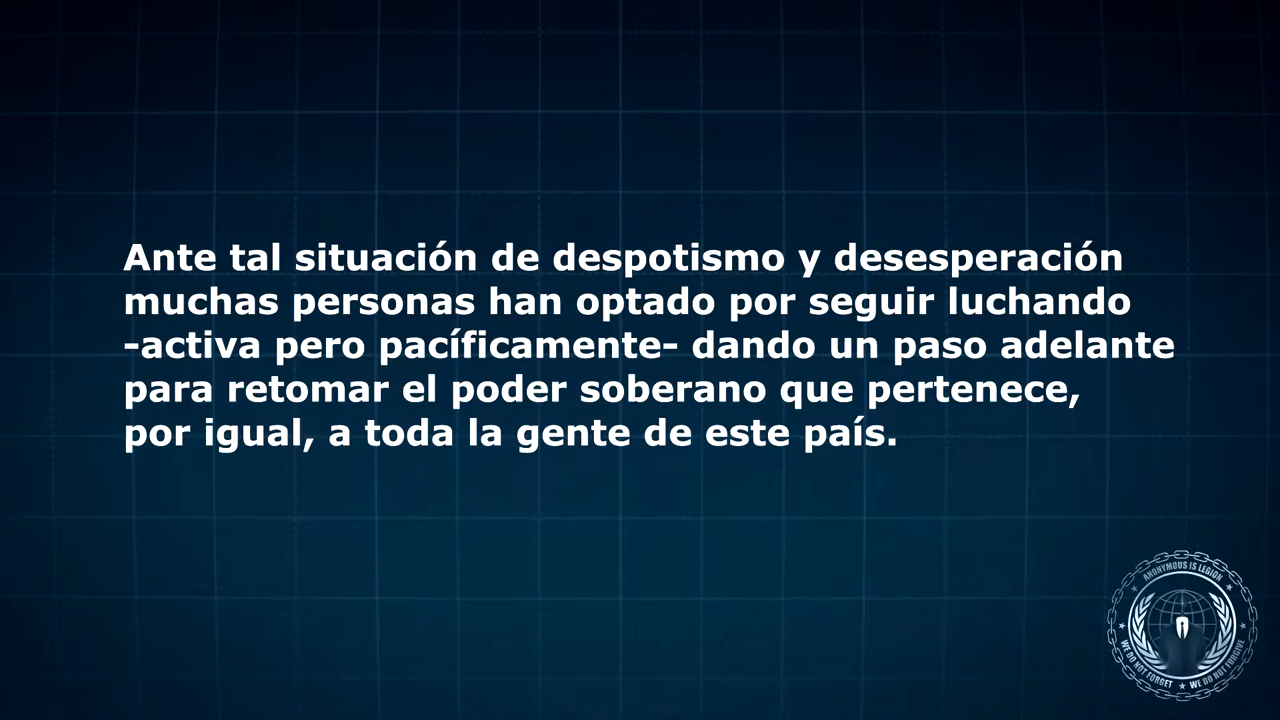 Ante tal situación de despotismo y desesperación
muchas personas han optado por seguir luchando
-activa pero pacíficamente- dando un paso adelante
para retomar el poder soberano que pertenece,
por igual, a toda la gente de este país.
ANONYMOUS IS LEGION
WE DO NOT FORGET ★ WE DO NOT FORGIVE